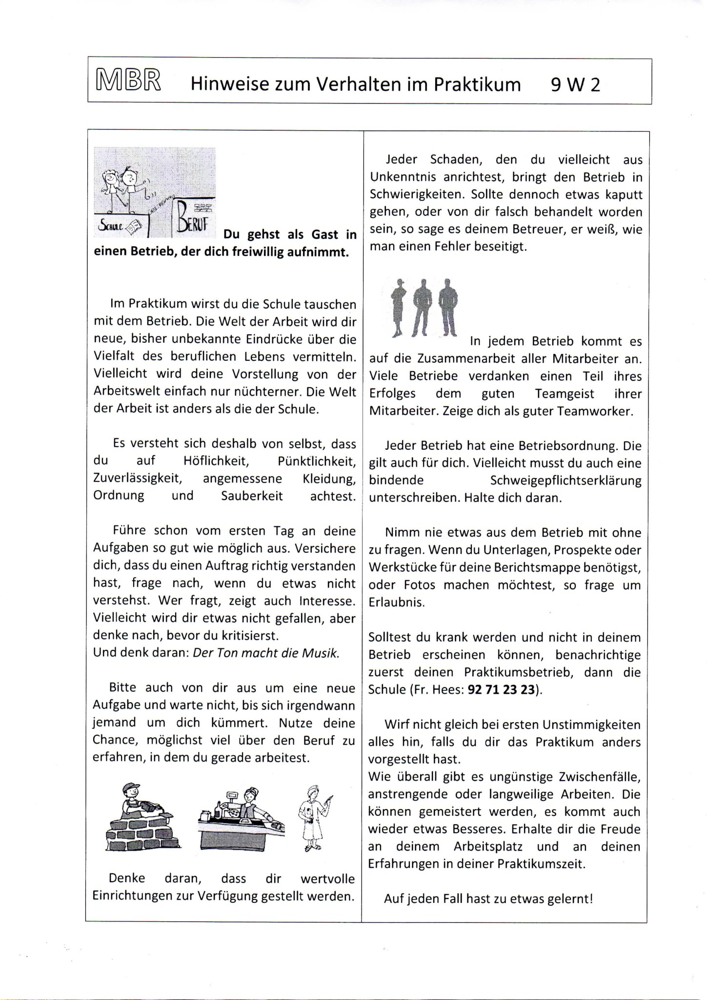 MBR Hinweise zum Verhalten im Praktikum 9 W 2
SCHULE
BERUF
Du gehst als Gast in
einen Betrieb, der dich freiwillig aufnimmt.
Im Praktikum wirst du die Schule tauschen
mit dem Betrieb. Die Welt der Arbeit wird dir
neue, bisher unbekannte Eindrücke über die
Vielfalt des beruflichen Lebens vermitteln.
Vielleicht wird deine Vorstellung von der
Arbeitswelt einfach nur nüchterner. Die Welt
der Arbeit ist anders als die der Schule.
Es versteht sich deshalb von selbst, dass
du auf Höflichkeit, Pünktlichkeit,
Zuverlässigkeit, angemessene Kleidung,
Ordnung und Sauberkeit achtest.
Führe schon vom ersten Tag an deine
Aufgaben so gut wie möglich aus. Versichere
dich, dass du einen Auftrag richtig verstanden
hast, frage nach, wenn du etwas nicht
verstehst. Wer fragt, zeigt auch Interesse.
Vielleicht wird dir etwas nicht gefallen, aber
denke nach, bevor du kritisierst.
Und denk daran: Der Ton macht die Musik.
Bitte auch von dir aus um eine neue
Aufgabe und warte nicht, bis sich irgendwann
jemand um dich kümmert. Nutze deine
Chance, möglichst viel über den Beruf zu
erfahren, in dem du gerade arbeitest.
Denke daran, dass dir wertvolle
Einrichtungen zur Verfügung gestellt werden.
Jeder Schaden, den du vielleicht aus
Unkenntnis anrichtest, bringt den Betrieb in
Schwierigkeiten. Sollte dennoch etwas kaputt
gehen, oder von dir falsch behandelt worden
sein, so sage es deinem Betreuer, er weiß, wie
man einen Fehler beseitigt.
In jedem Betrieb kommt es
auf die Zusammenarbeit aller Mitarbeiter an.
Viele Betriebe verdanken einen Teil ihres
Erfolges dem guten Teamgeist ihrer
Mitarbeiter. Zeige dich als guter Teamworker.
Jeder Betrieb hat eine Betriebsordnung. Die
gilt auch für dich. Vielleicht musst du auch eine
bindende Schweigepflichtserklärung
unterschreiben. Halte dich daran.
Nimm nie etwas aus dem Betrieb mit ohne
zu fragen. Wenn du Unterlagen, Prospekte oder
Werkstücke für deine Berichtsmappe benötigst,
oder Fotos machen möchtest, so frage um
Erlaubnis.
Solltest du krank werden und nicht in deinem
Betrieb erscheinen können, benachrichtige
zuerst deinen Praktikumsbetrieb, dann die
Schule (Fr. Hees: 92 71 23 23).
Wirf nicht gleich bei ersten Unstimmigkeiten
alles hin, falls du dir das Praktikum anders
vorgestellt hast.
Wie überall gibt es ungünstige Zwischenfälle,
anstrengende oder langweilige Arbeiten. Die
können gemeistert werden, es kommt auch
wieder etwas Besseres. Erhalte dir die Freude
an deinem Arbeitsplatz und an deinen
Erfahrungen in deiner Praktikumszeit.
Auf jeden Fall hast zu etwas gelernt!